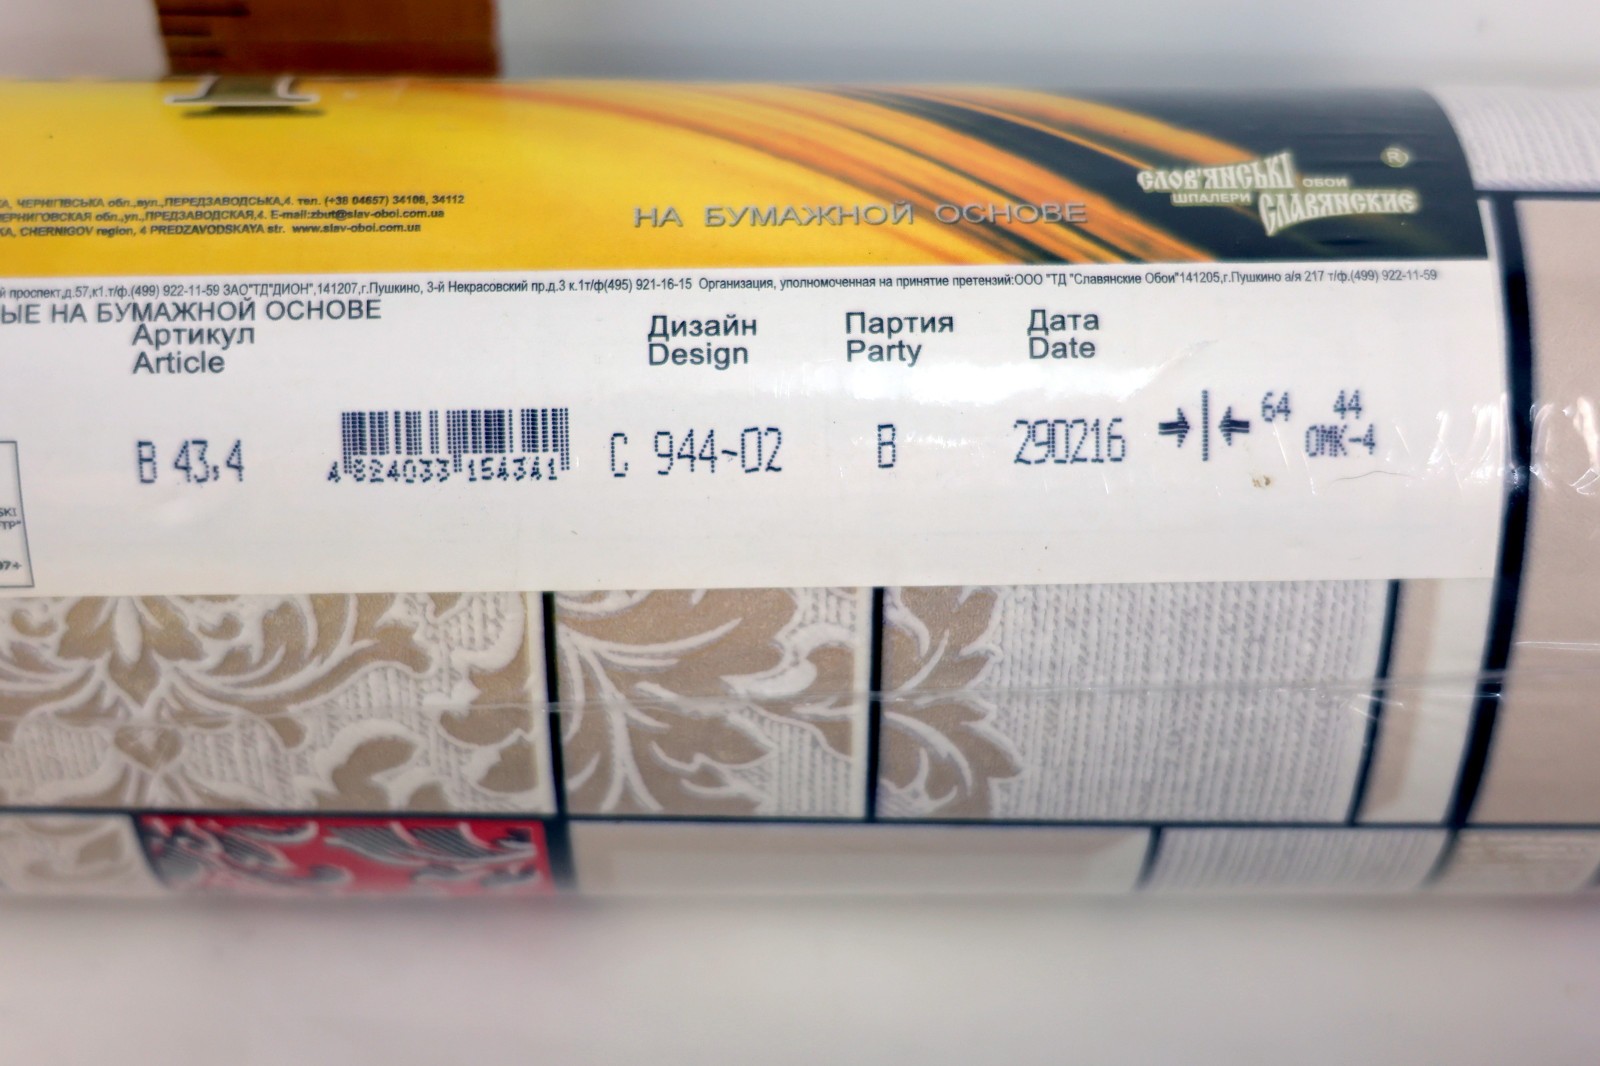 СЛОВ'ЯНСЬКІ ОБОИ ®
ШПАЛЕРИ СЛАВЯНСКИЕ
НА БУМАЖНОЙ ОСНОВЕ
ЧЕРНІГІВСЬКА обл.,вул.,ПЕРЕДЗАВОДСЬКА,4. тел. (+38 04657) 34108, 34112
ЧЕРНИГОВСКАЯ обл.,ул.,ПРЕДЗАВОДСКАЯ,4. E-mail:zbut@slav-oboi.com.ua
CHERNIGOV region, 4 PREDZAVODSKAYA str. www.slav-oboi.com.ua
проспект,д.57,к1.т/ф.(499) 922-11-59 ЗАО"ТД"ДИОН",141207,г.Пушкино, 3-й Некрасовский пр.д.3 к.1т/ф(495) 921-16-15 Организация, уполномоченная на принятие претензий:ООО "ТД "Славянские Обои"141205,г.Пушкино а/я 217 т/ф.(499) 922-11-59
ЫЕ НА БУМАЖНОЙ ОСНОВЕ
Артикул Дизайн Партия Дата
Article Design Party Date
В 43,4 С 944-02 В 290216 64 44
ОМК-4
4 824033 154341